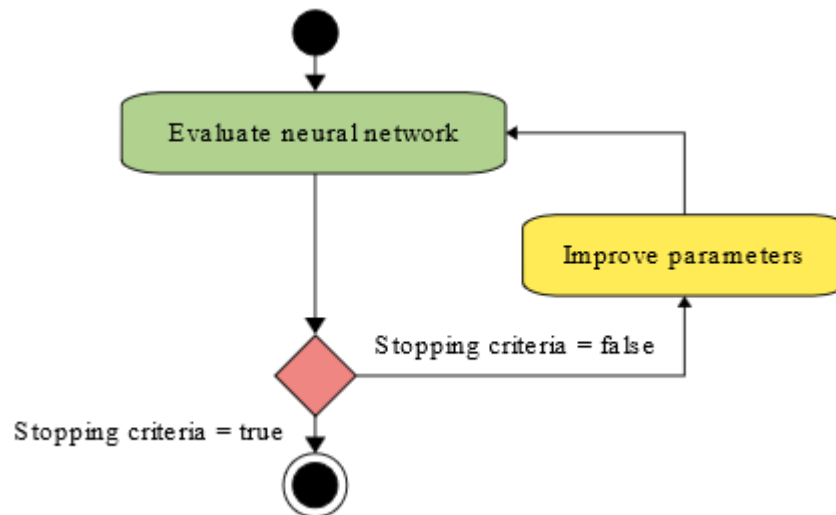 Evaluate neural network
Improve parameters
Stopping criteria = false
Stopping criteria = true